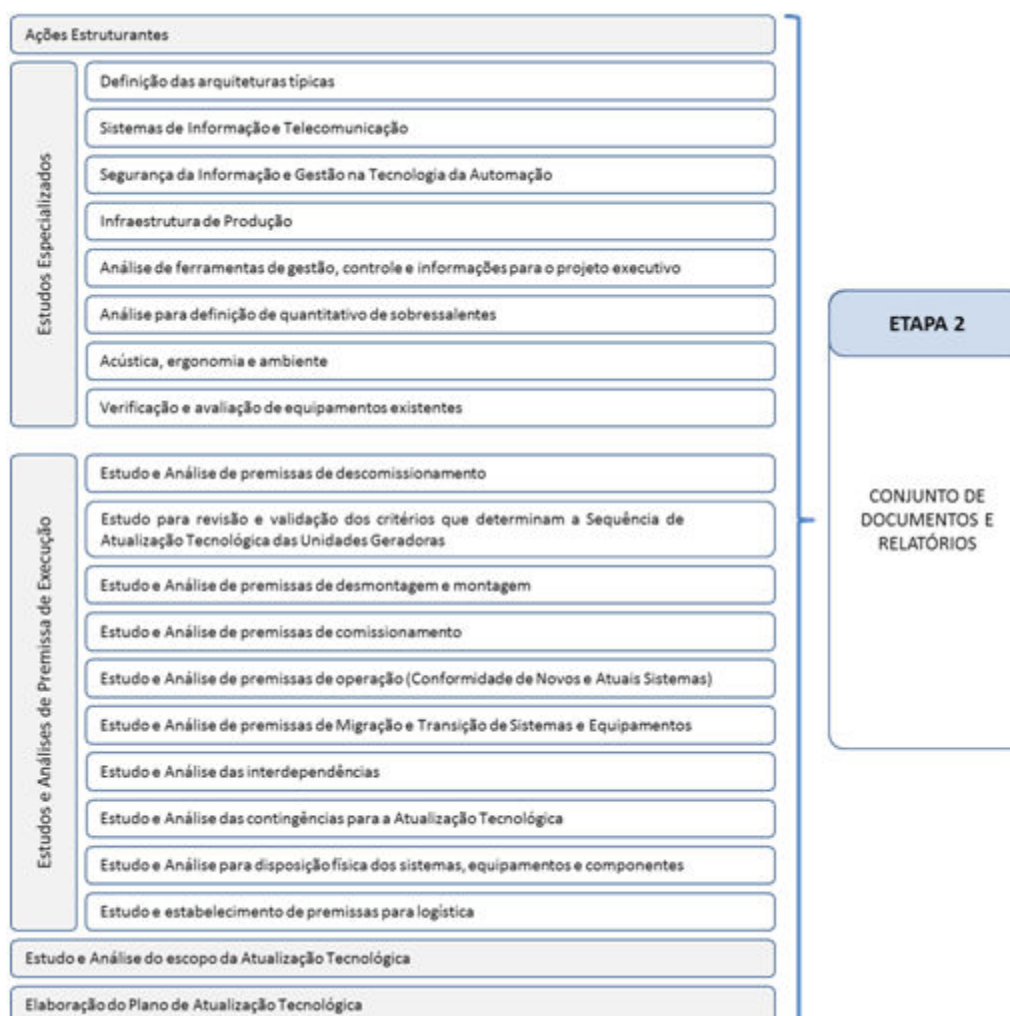 Ações Estruturantes
Estudos Especializados
Definição das arquiteturas típicas
Sistemas de Informação e Telecomunicação
Segurança da Informação e Gestão na Tecnologia da Automação
Infraestrutura de Produção
Análise de ferramentas de gestão, controle e informações para o projeto executivo
Análise para definição de quantitativo de sobressalentes
Acústica, ergonomia e ambiente
Verificação e avaliação de equipamentos existentes
Estudos e Análises de Premissa de Execução
Estudo e Análise de premissas de descomissionamento
Estudo para revisão e validação dos critérios que determinam a Sequência de
Atualização Tecnológica das Unidades Geradoras
Estudo e Análise de premissas de desmontagem e montagem
Estudo e Análise de premissas de comissionamento
Estudo e Análise de premissas de operação (Conformidade de Novos e Atuais Sistemas)
Estudo e Análise de premissas de Migração e Transição de Sistemas e Equipamentos
Estudo e Análise das interdependências
Estudo e Análise das contingências para a Atualização Tecnológica
Estudo e Análise para disposição física dos sistemas, equipamentos e componentes
Estudo e estabelecimento de premissas para logística
Estudo e Análise do escopo da Atualização Tecnológica
Elaboração do Plano de Atualização Tecnológica
ETAPA 2
CONJUNTO DE
DOCUMENTOS E
RELATÓRIOS